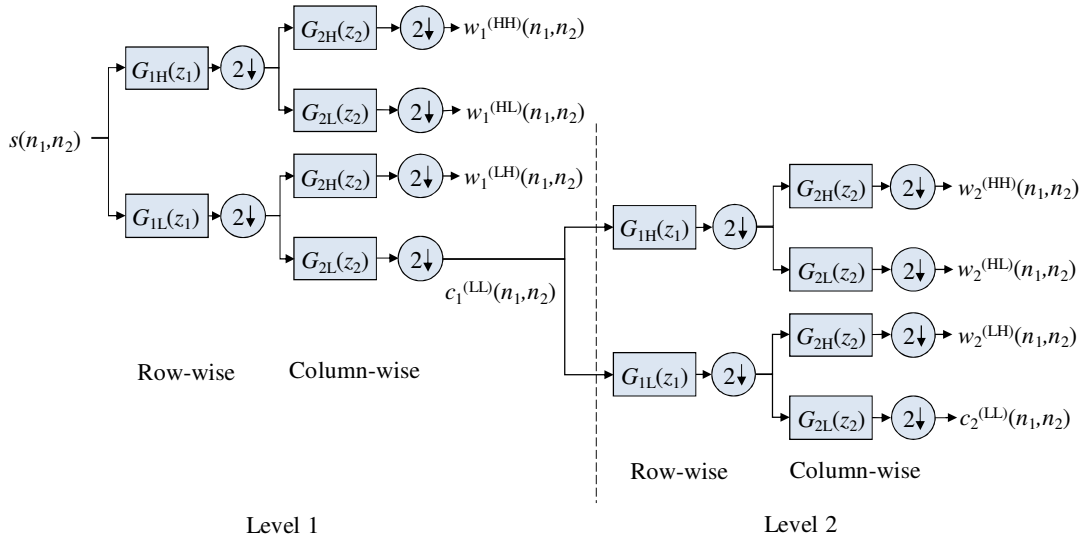 s(n₁,n₂)
G₁H(z₁)
2↓
G₂H(z₂)
2↓
w₁⁽ᴴᴴ⁾(n₁,n₂)
G₂L(z₂)
2↓
w₁⁽ᴴᴸ⁾(n₁,n₂)
G₁L(z₁)
2↓
G₂H(z₂)
2↓
w₁⁽ᴸᴴ⁾(n₁,n₂)
G₂L(z₂)
2↓
c₁⁽ᴸᴸ⁾(n₁,n₂)
Row-wise
Column-wise
Level 1
G₁H(z₁)
2↓
G₂H(z₂)
2↓
w₂⁽ᴴᴴ⁾(n₁,n₂)
G₂L(z₂)
2↓
w₂⁽ᴴᴸ⁾(n₁,n₂)
G₁L(z₁)
2↓
G₂H(z₂)
2↓
w₂⁽ᴸᴴ⁾(n₁,n₂)
G₂L(z₂)
2↓
c₂⁽ᴸᴸ⁾(n₁,n₂)
Row-wise
Column-wise
Level 2